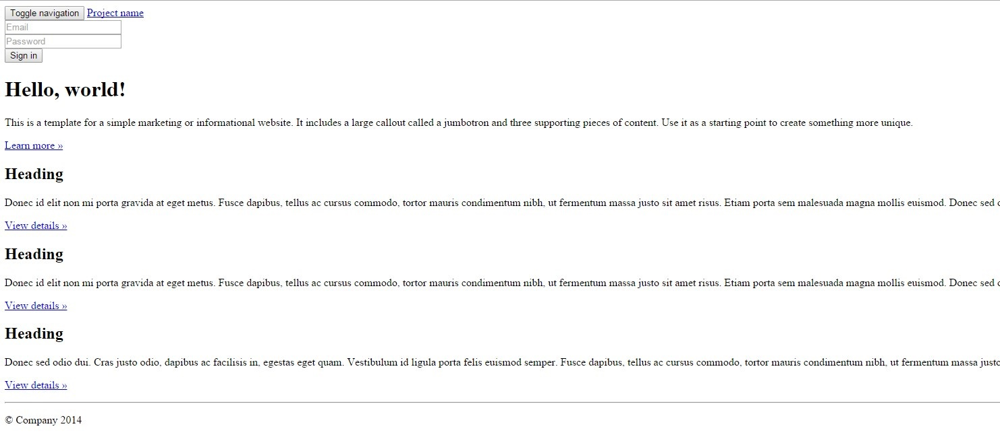 Toggle navigation Project name
Email
Password
Sign in
Hello, world!
This is a template for a simple marketing or informational website. It includes a large callout called a jumbotron and three supporting pieces of content. Use it as a starting point to create something more unique.
Learn more »
Heading
Donec id elit non mi porta gravida at eget metus. Fusce dapibus, tellus ac cursus commodo, tortor mauris condimentum nibh, ut fermentum massa justo sit amet risus. Etiam porta sem malesuada magna mollis euismod. Donec sed
View details »
Heading
Donec id elit non mi porta gravida at eget metus. Fusce dapibus, tellus ac cursus commodo, tortor mauris condimentum nibh, ut fermentum massa justo sit amet risus. Etiam porta sem malesuada magna mollis euismod. Donec sed
View details »
Heading
Donec sed odio dui. Cras justo odio, dapibus ac facilisis in, egestas eget quam. Vestibulum id ligula porta felis euismod semper. Fusce dapibus, tellus ac cursus commodo, tortor mauris condimentum nibh, ut fermentum massa justo
View details »
© Company 2014